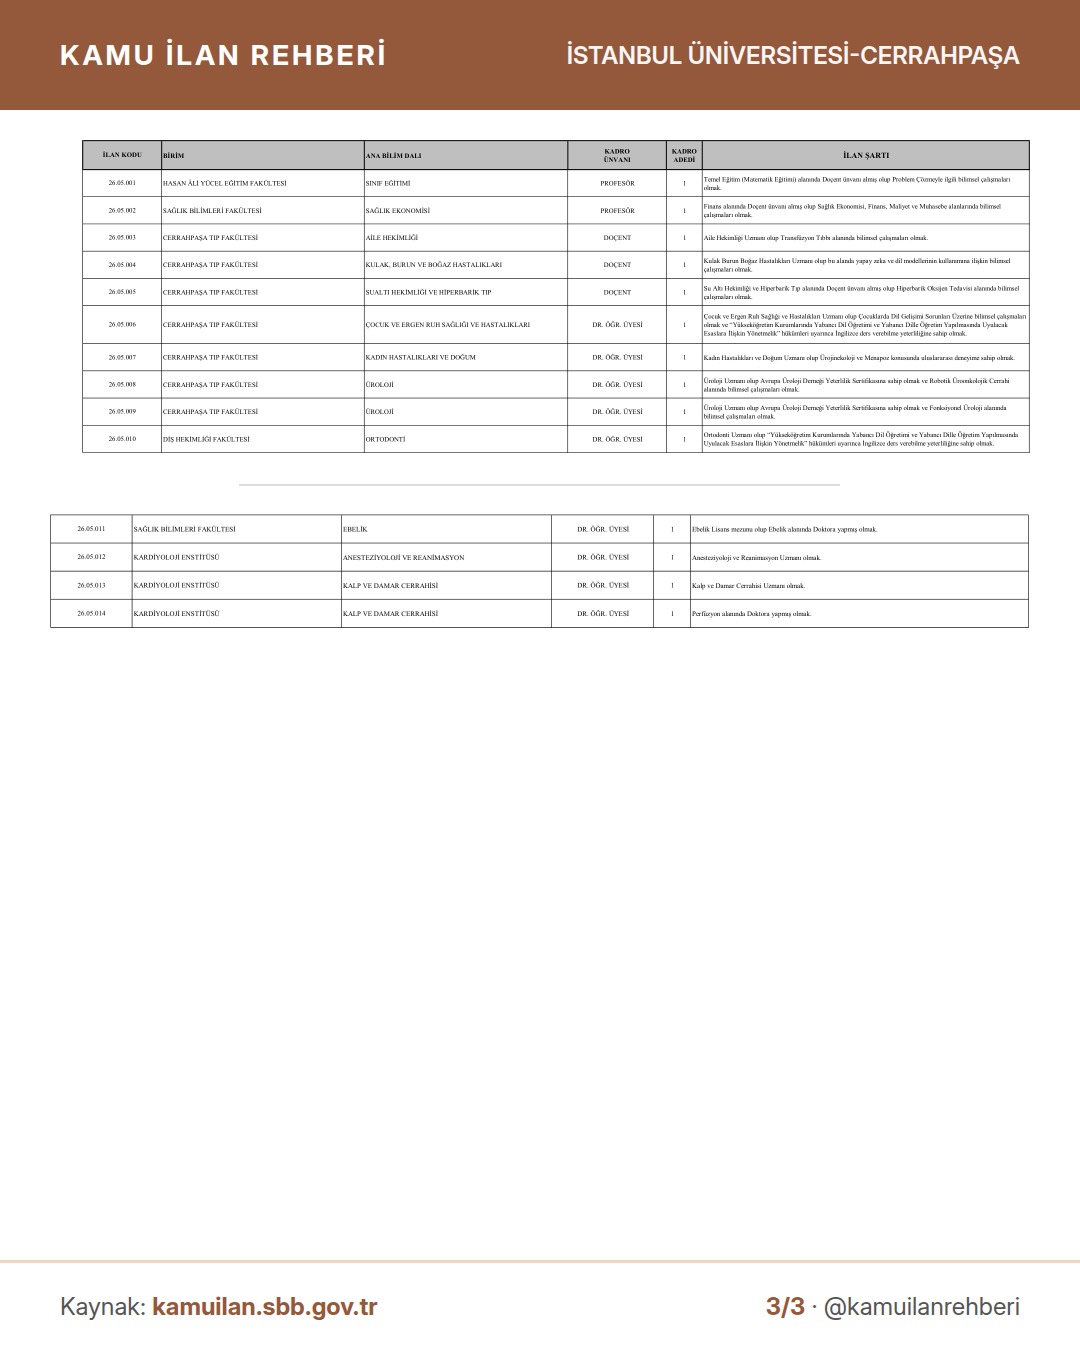 KAMU İLAN REHBERİ
İSTANBUL ÜNİVERSİTESİ-CERRAHPAŞA
İLAN KODU BİRİM ANA BİLİM DALI KADRO ÜNVANI KADRO ADEDİ İLAN ŞARTI
26.05.001 HASAN ÂLİ YÜCEL EĞİTİM FAKÜLTESİ SINIF EĞİTİMİ PROFESÖR 1 Temel Eğitim (Matematik Eğitimi) alanında Doçent ünvanı almış olup Problem Çözmeyle ilgili bilimsel çalışmaları
olmak.
26.05.002 SAĞLIK BİLİMLERİ FAKÜLTESİ SAĞLIK EKONOMİSİ PROFESÖR 1 Finans alanında Doçent ünvanı almış olup Sağlık Ekonomisi, Finans, Maliyet ve Muhasebe alanlarında bilimsel
çalışmaları olmak.
26.05.003 CERRAHPAŞA TIP FAKÜLTESİ AİLE HEKİMLİĞİ DOÇENT 1 Aile Hekimliği Uzmanı olup Transfüzyon Tıbbı alanında bilimsel çalışmaları olmak.
26.05.004 CERRAHPAŞA TIP FAKÜLTESİ KULAK, BURUN VE BOĞAZ HASTALIKLARI DOÇENT 1 Kulak Burun Boğaz Hastalıkları Uzmanı olup bu alanda yapay zeka ve dil modellerinin kullanımına ilişkin bilimsel
çalışmaları olmak.
26.05.005 CERRAHPAŞA TIP FAKÜLTESİ SUALTI HEKİMLİĞİ VE HİPERBARİK TIP DOÇENT 1 Su Altı Hekimliği ve Hiperbarik Tıp alanında Doçent ünvanı almış olup Hiperbarik Oksijen Tedavisi alanında bilimsel
çalışmaları olmak.
26.05.006 CERRAHPAŞA TIP FAKÜLTESİ ÇOCUK VE ERGEN RUH SAĞLIĞI VE HASTALIKLARI DR. ÖĞR. ÜYESİ 1 Çocuk ve Ergen Ruh Sağlığı ve Hastalıkları Uzmanı olup Çocuklarda Dil Gelişimi Sorunları Üzerine bilimsel çalışmaları
olmak ve “Yükseköğretim Kurumlarında Yabancı Dil Öğretimi ve Yabancı Dille Öğretim Yapılmasında Uyulacak
Esaslara İlişkin Yönetmelik” hükümleri uyarınca İngilizce ders verebilme yeterliliğine sahip olmak.
26.05.007 CERRAHPAŞA TIP FAKÜLTESİ KADIN HASTALIKLARI VE DOĞUM DR. ÖĞR. ÜYESİ 1 Kadın Hastalıkları ve Doğum Uzmanı olup Ürojinekoloji ve Menapoz konusunda uluslararası deneyime sahip olmak.
26.05.008 CERRAHPAŞA TIP FAKÜLTESİ ÜROLOJİ DR. ÖĞR. ÜYESİ 1 Üroloji Uzmanı olup Avrupa Üroloji Derneği Yeterlilik Sertifikasına sahip olmak ve Robotik Üroonkolojik Cerrahi
alanında bilimsel çalışmaları olmak.
26.05.009 CERRAHPAŞA TIP FAKÜLTESİ ÜROLOJİ DR. ÖĞR. ÜYESİ 1 Üroloji Uzmanı olup Avrupa Üroloji Derneği Yeterlilik Sertifikasına sahip olmak ve Fonksiyonel Üroloji alanında
bilimsel çalışmaları olmak.
26.05.010 DİŞ HEKİMLİĞİ FAKÜLTESİ ORTODONTİ DR. ÖĞR. ÜYESİ 1 Ortodonti Uzmanı olup “Yükseköğretim Kurumlarında Yabancı Dil Öğretimi ve Yabancı Dille Öğretim Yapılmasında
Uyulacak Esaslara İlişkin Yönetmelik” hükümleri uyarınca İngilizce ders verebilme yeterliliğine sahip olmak.
26.05.011 SAĞLIK BİLİMLERİ FAKÜLTESİ EBELİK DR. ÖĞR. ÜYESİ 1 Ebelik Lisans mezunu olup Ebelik alanında Doktora yapmış olmak.
26.05.012 KARDİYOLOJİ ENSTİTÜSÜ ANESTEZİYOLOJİ VE REANİMASYON DR. ÖĞR. ÜYESİ 1 Anesteziyoloji ve Reanimasyon Uzmanı olmak.
26.05.013 KARDİYOLOJİ ENSTİTÜSÜ KALP VE DAMAR CERRAHİSİ DR. ÖĞR. ÜYESİ 1 Kalp ve Damar Cerrahisi Uzmanı olmak.
26.05.014 KARDİYOLOJİ ENSTİTÜSÜ KALP VE DAMAR CERRAHİSİ DR. ÖĞR. ÜYESİ 1 Perfüzyon alanında Doktora yapmış olmak.
Kaynak: kamuilan.sbb.gov.tr
3/3 · @kamuilanrehberi